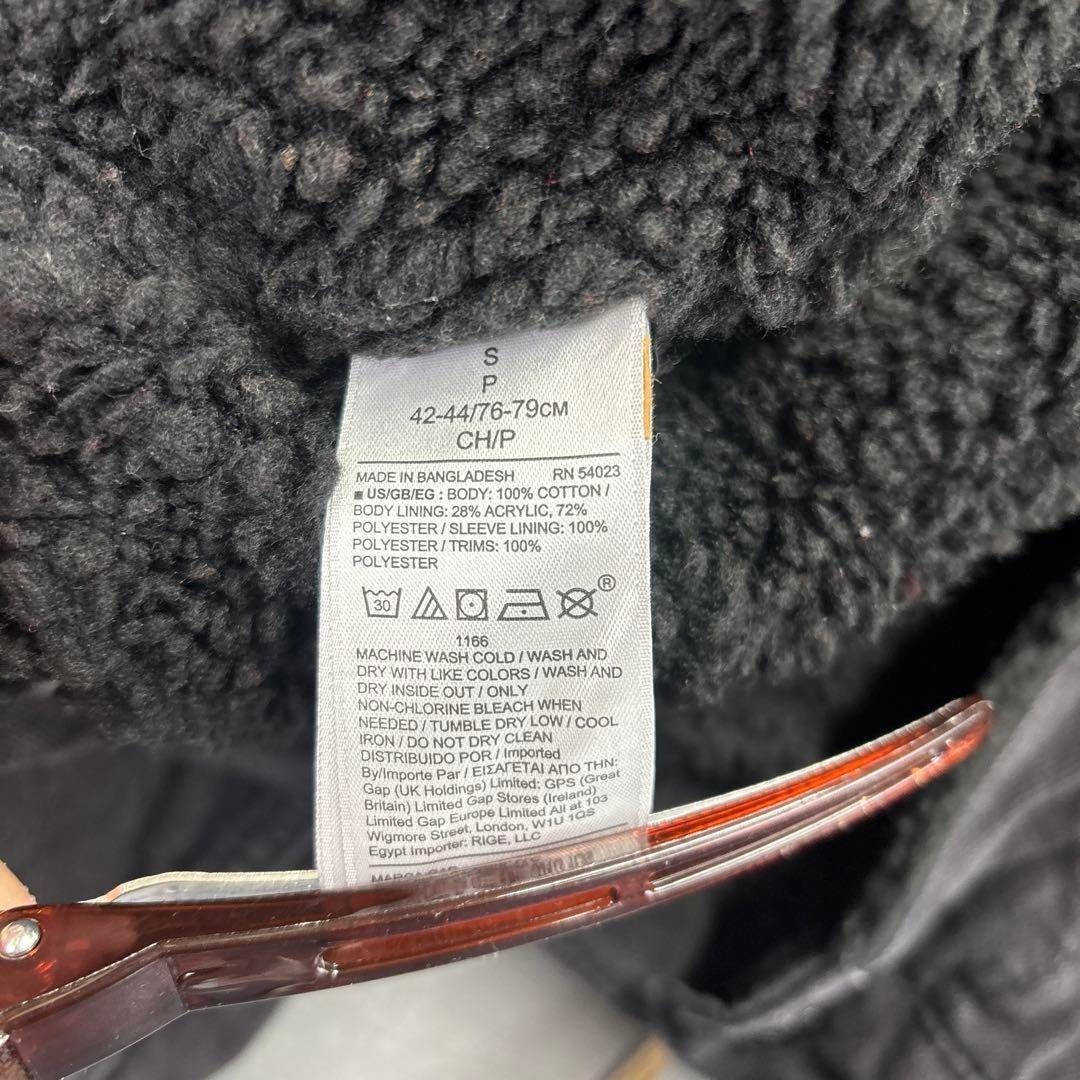 S
P
42-44/76-79CM
CH/P
MADE IN BANGLADESH RN 54023
■ US/GB/EG : BODY: 100% COTTON /
BODY LINING: 28% ACRYLIC, 72%
POLYESTER / SLEEVE LINING: 100%
POLYESTER / TRIMS: 100%
POLYESTER
30 ®
1166
MACHINE WASH COLD / WASH AND
DRY WITH LIKE COLORS / WASH AND
DRY INSIDE OUT / ONLY
NON-CHLORINE BLEACH WHEN
NEEDED / TUMBLE DRY LOW / COOL
IRON / DO NOT DRY CLEAN
DISTRIBUIDO POR / Imported
By/Importe Par / ΕΙΣΑΓΕΤΑΙ ΑΠΟ ΤΗΝ:
Gap (UK Holdings) Limited: GPS (Great
Britain) Limited Gap Stores (Ireland)
Limited Gap Europe Limited All at 103
Wigmore Street, London, W1U 1QS
Egypt Importer: RIGE, LLC